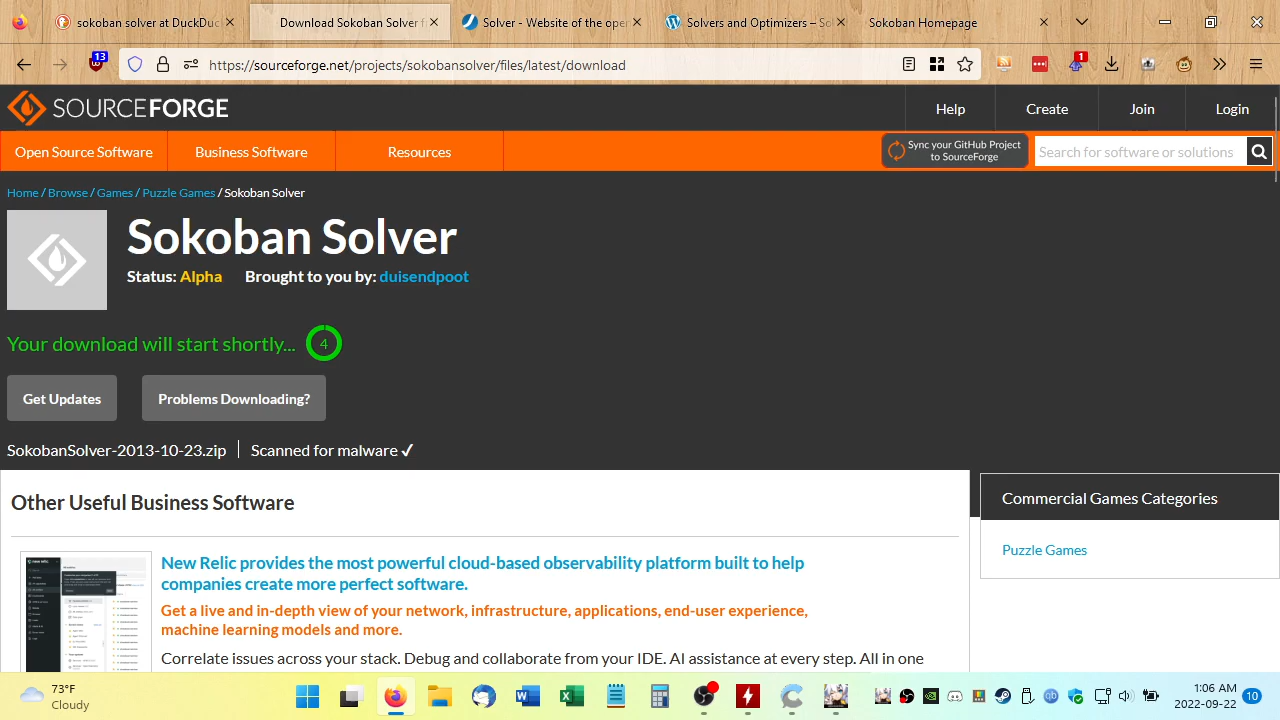 sokoban solver at DuckDuc
Download Sokoban Solver f
Solver - Website of the ope
Solvers and Optimizers – So
Sokoban Homepage
13
https://sourceforge.net/projects/sokobansolver/files/latest/download
1
SOURCEFORGE
Help
Create
Join
Login
Open Source Software
Business Software
Resources
Sync your GitHub Project
to SourceForge
Search for software or solutions
Home / Browse / Games / Puzzle Games / Sokoban Solver
Sokoban Solver
Status: Alpha
Brought to you by: duisendpoot
Your download will start shortly...
4
Get Updates
Problems Downloading?
SokobanSolver-2013-10-23.zip
Scanned for malware ✓
Other Useful Business Software
Commercial Games Categories
Puzzle Games
New Relic provides the most powerful cloud-based observability platform built to help
companies create more perfect software.
Get a live and in-depth view of your network, infrastructure, applications, end-user experience,
machine learning models and more.
Correlate issues across your stack. Debug and collaborate from your IDE. AI assistance at every step. All in one
73°F
Cloudy
1:06 AM
2022-09-22
10